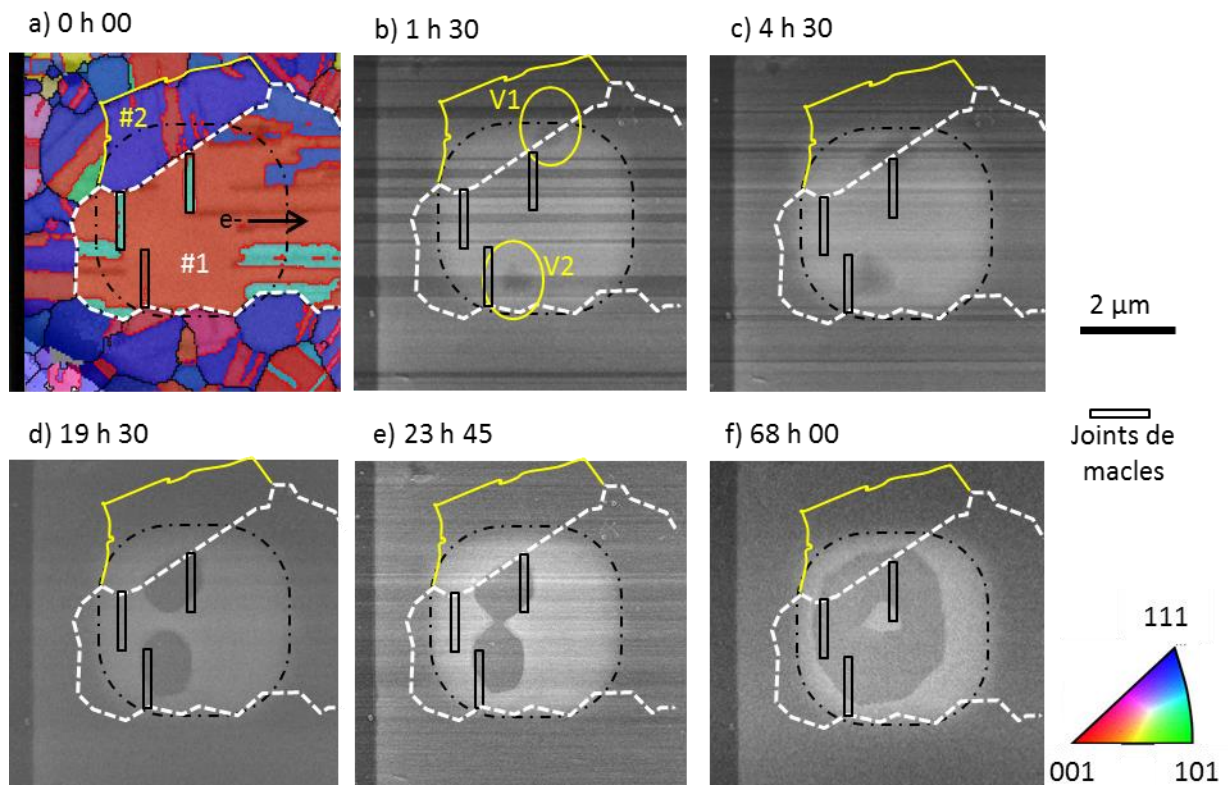 a) 0 h 00
b) 1 h 30
c) 4 h 30
#2
#1
e-
V1
V2
2 µm
Joints de
macles
d) 19 h 30
e) 23 h 45
f) 68 h 00
111
...
001
101